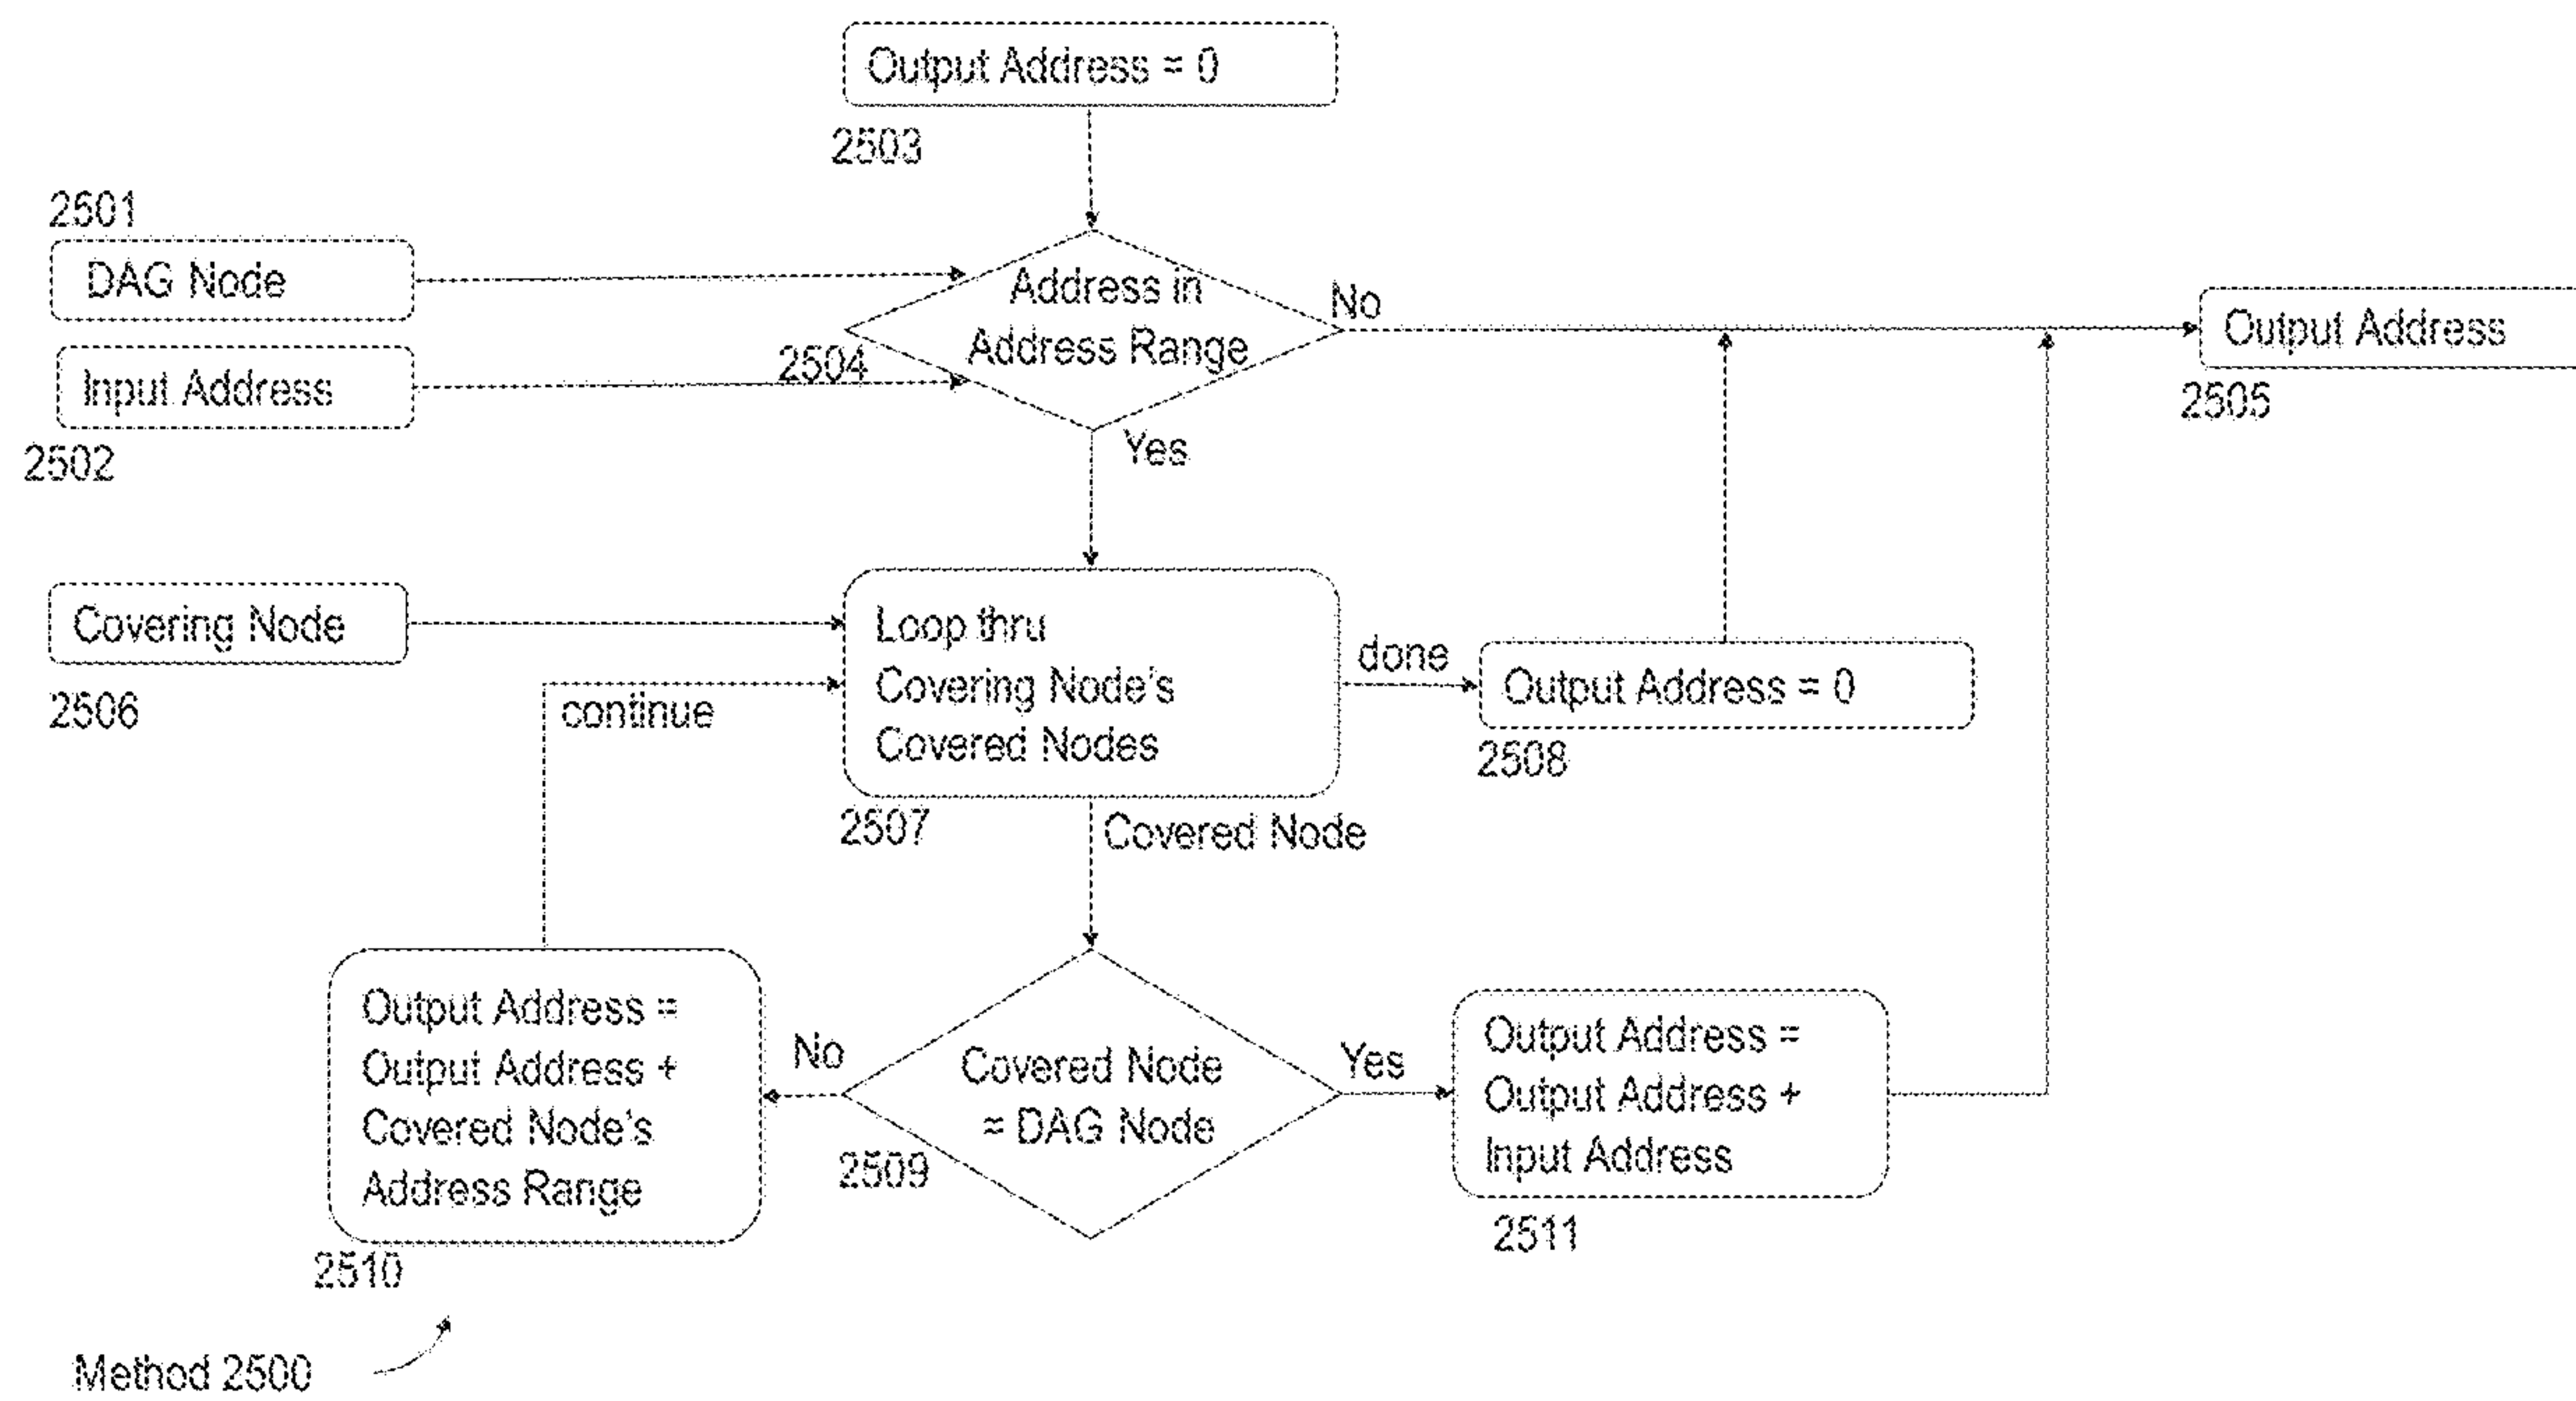 Output Address = 0
2503
2501
DAG Node
Input Address
2502
Address in
Address Range
2504
No
Yes
Output Address
2505
Covering Node
2506
continue
Loop thru
Covering Node's
Covered Nodes
2507
done
Output Address = 0
2508
Covered Node
Output Address =
Output Address +
Covered Node's
Address Range
2510
No
Covered Node
= DAG Node
2509
Yes
Output Address =
Output Address +
Input Address
2511
Method 2500